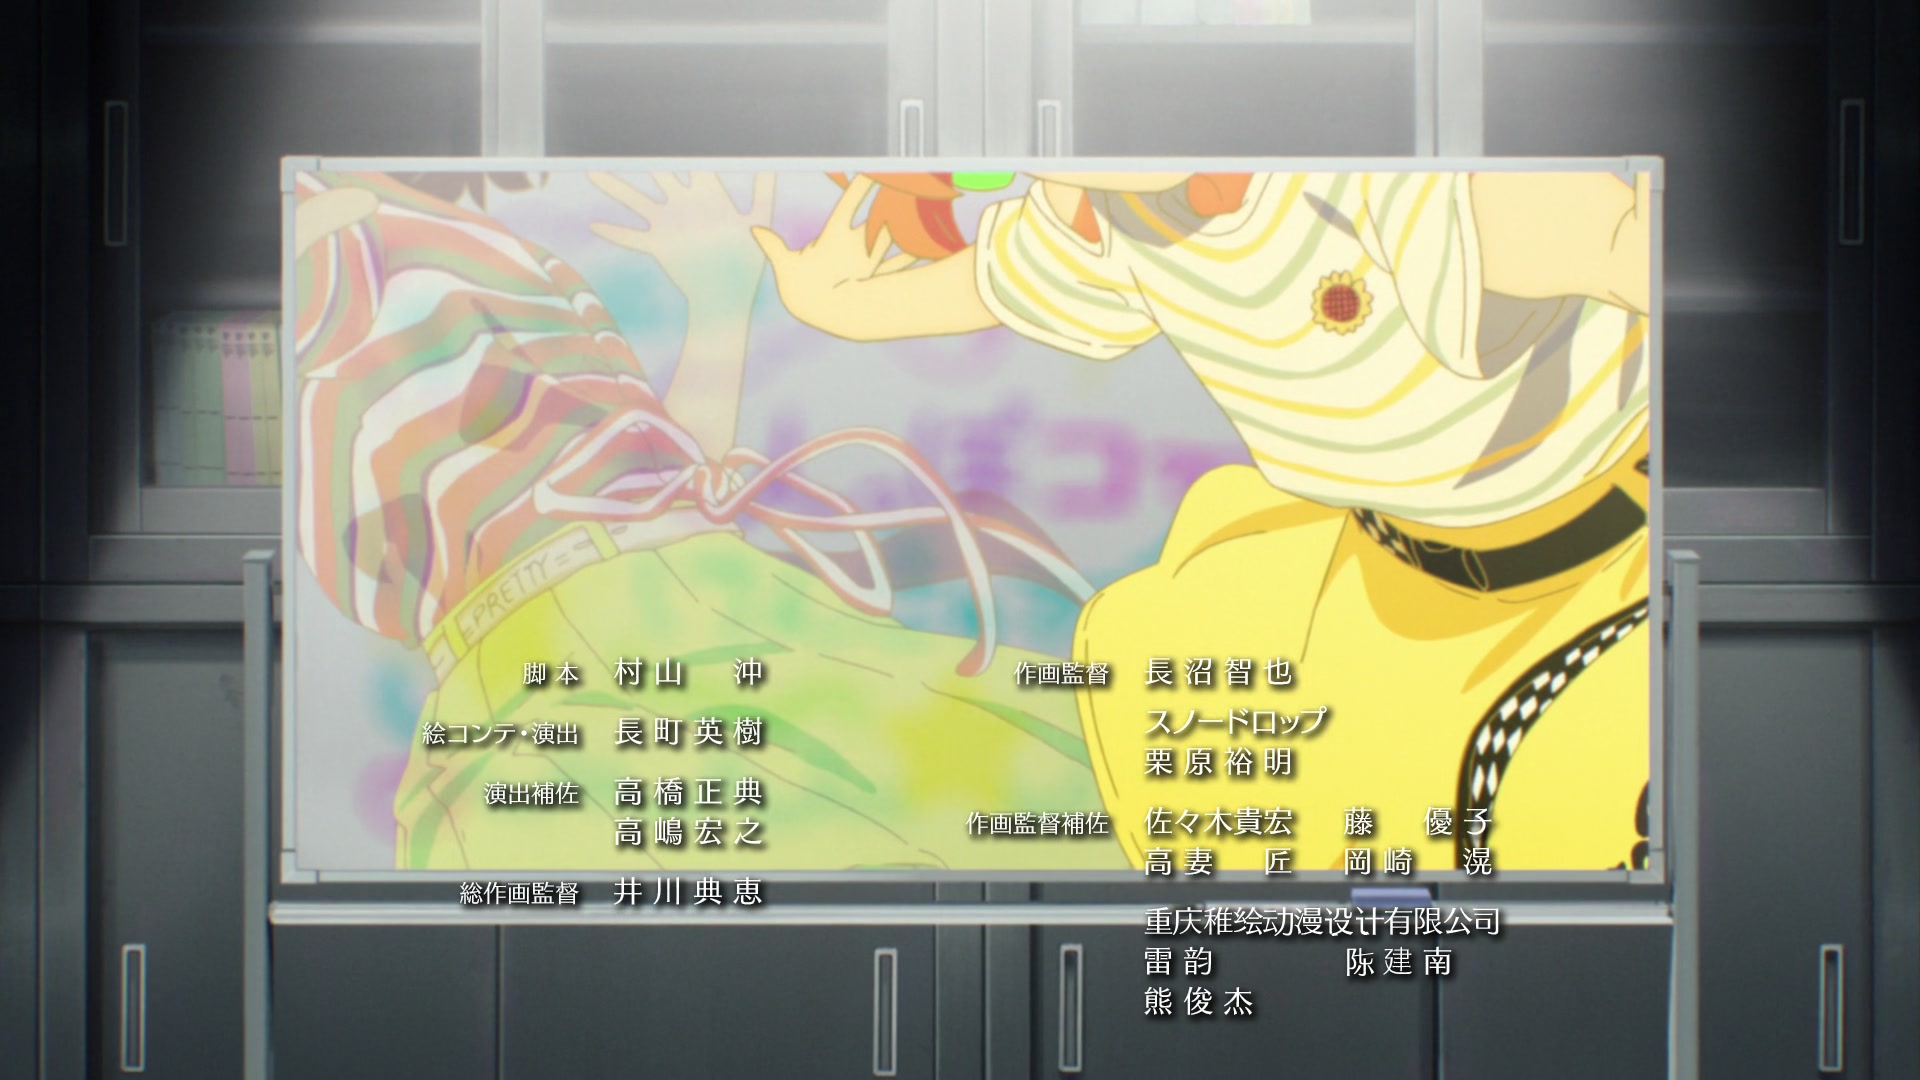 PRETTY
脚本 村山 沖
絵コンテ・演出 長町英樹
演出補佐 高橋正典
高嶋宏之
総作画監督 井川典恵
作画監督 長沼智也
スノードロップ
栗原裕明
作画監督補佐 佐々木貴宏 藤 優子
高妻 匠 岡崎 滉
重庆稚绘动漫设计有限公司
雷韵 陈建南
熊俊杰